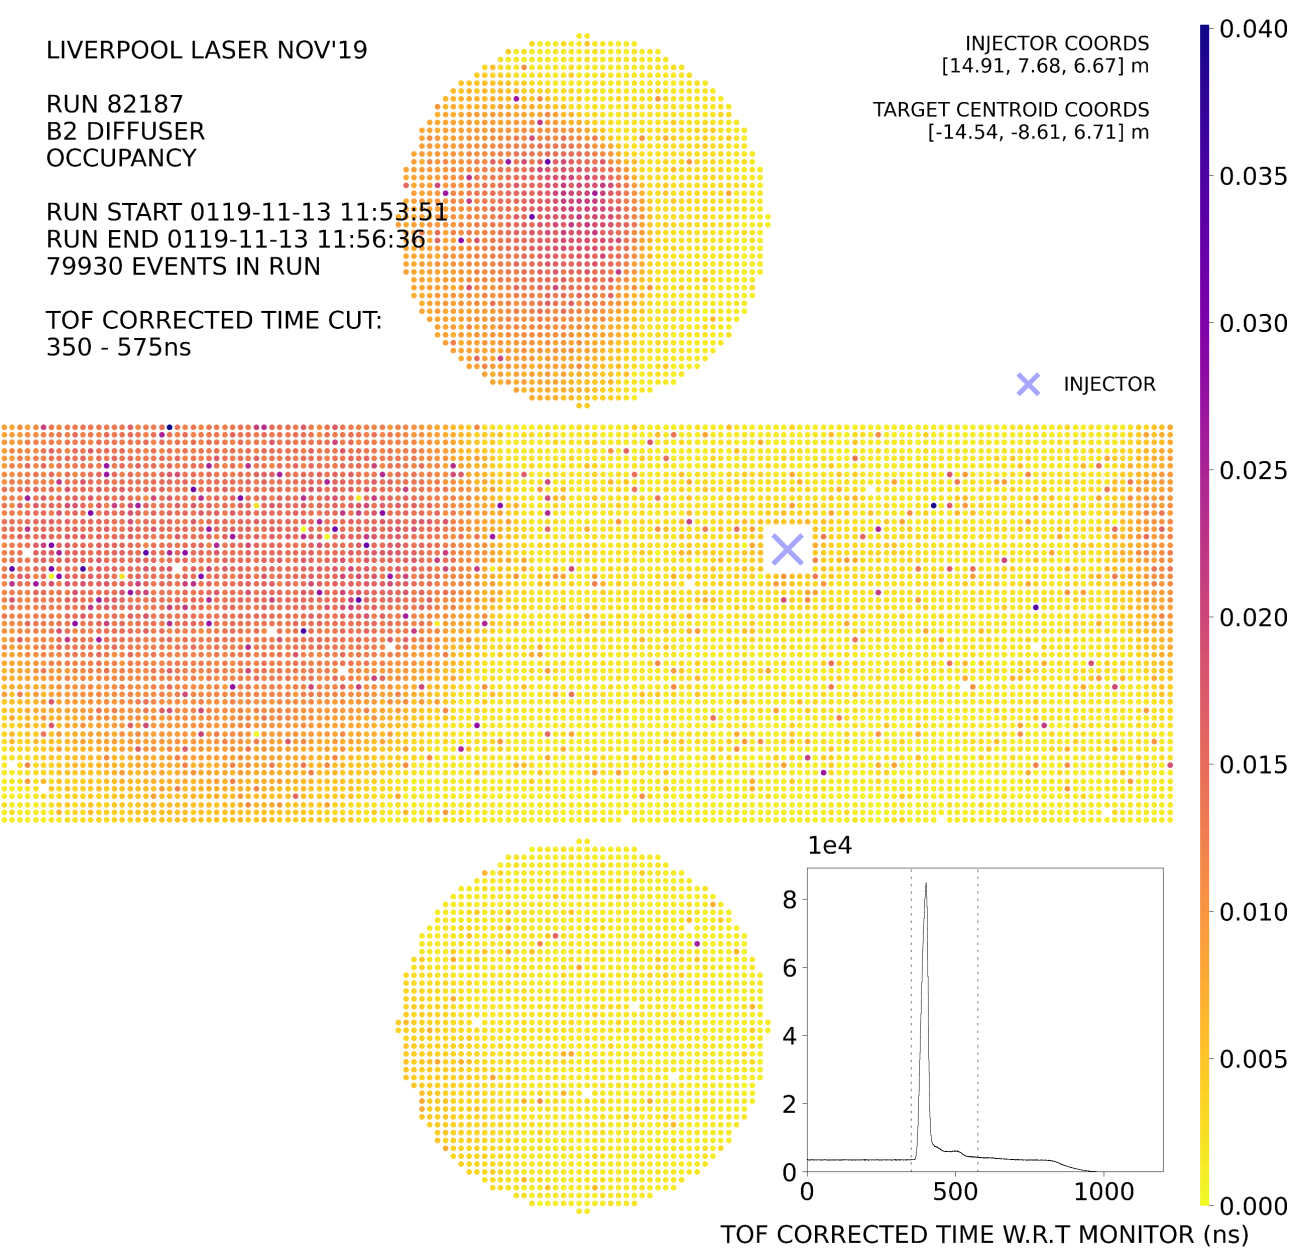 LIVERPOOL LASER NOV'19
RUN 82187
B2 DIFFUSER
OCCUPANCY
RUN START 0119-11-13 11:53:51
RUN END 0119-11-13 11:56:36
79930 EVENTS IN RUN
TOF CORRECTED TIME CUT:
350 - 575ns
INJECTOR COORDS
[14.91, 7.68, 6.67] m
TARGET CENTROID COORDS
[-14.54, -8.61, 6.71] m
INJECTOR
0.040
0.035
0.030
0.025
0.020
0.015
0.010
0.005
0.000
1e4
8
6
4
2
0
0 500 1000
TOF CORRECTED TIME W.R.T MONITOR (ns)